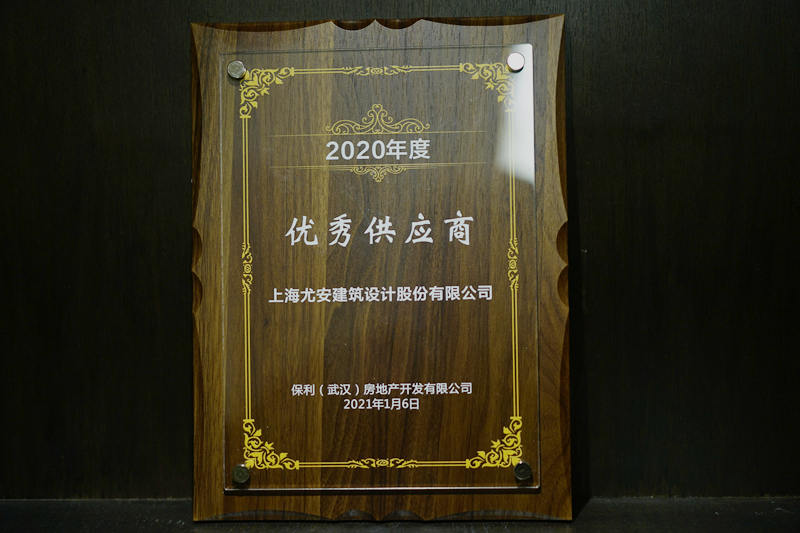 2020年度
优秀供应商
上海尤安建筑设计股份有限公司
保利（武汉）房地产开发有限公司
2021年1月6日